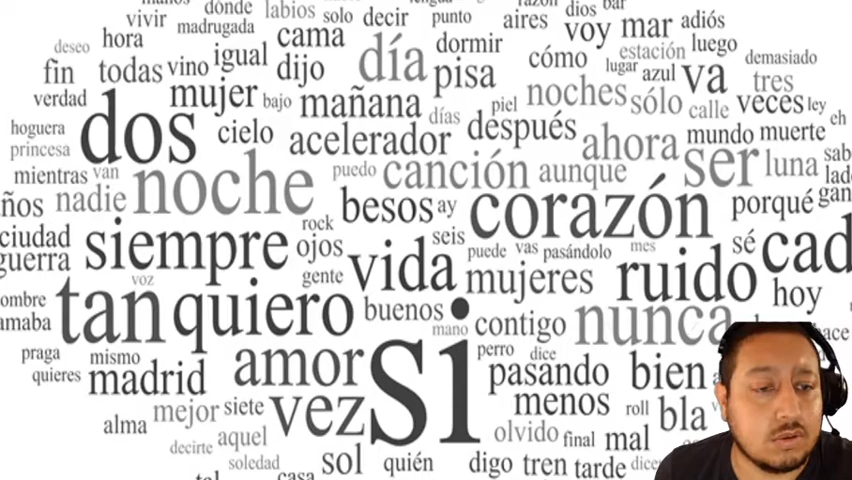 dónde labios solo decir punto aires dios bar
vivir madrugada voy mar adiós
deseo hora cama dormir estación luego
fin todas vino igual dijo día pisa cómo lugar azul va demasiado
tres
verdad mujer bajo mañana días piel noches sólo calle veces ley
hoguera dos cielo acelerador después ahora mundo muerte
princesa
mientras van noche puedo canción aunque ser luna
nadie besos ay corazón porqué
ciudad siempre rock ojos seis puede vas pasándolo mes sé
guerra voz gente vida mujeres ruido hoy
tan quiero buenos mano contigo nunca
praga mismo amor si perro dice
quieres madrid pasando bien
alma mejor siete vez menos roll bla
decirte aquel olvido final mal
soledad sol quién digo tren tarde
casa